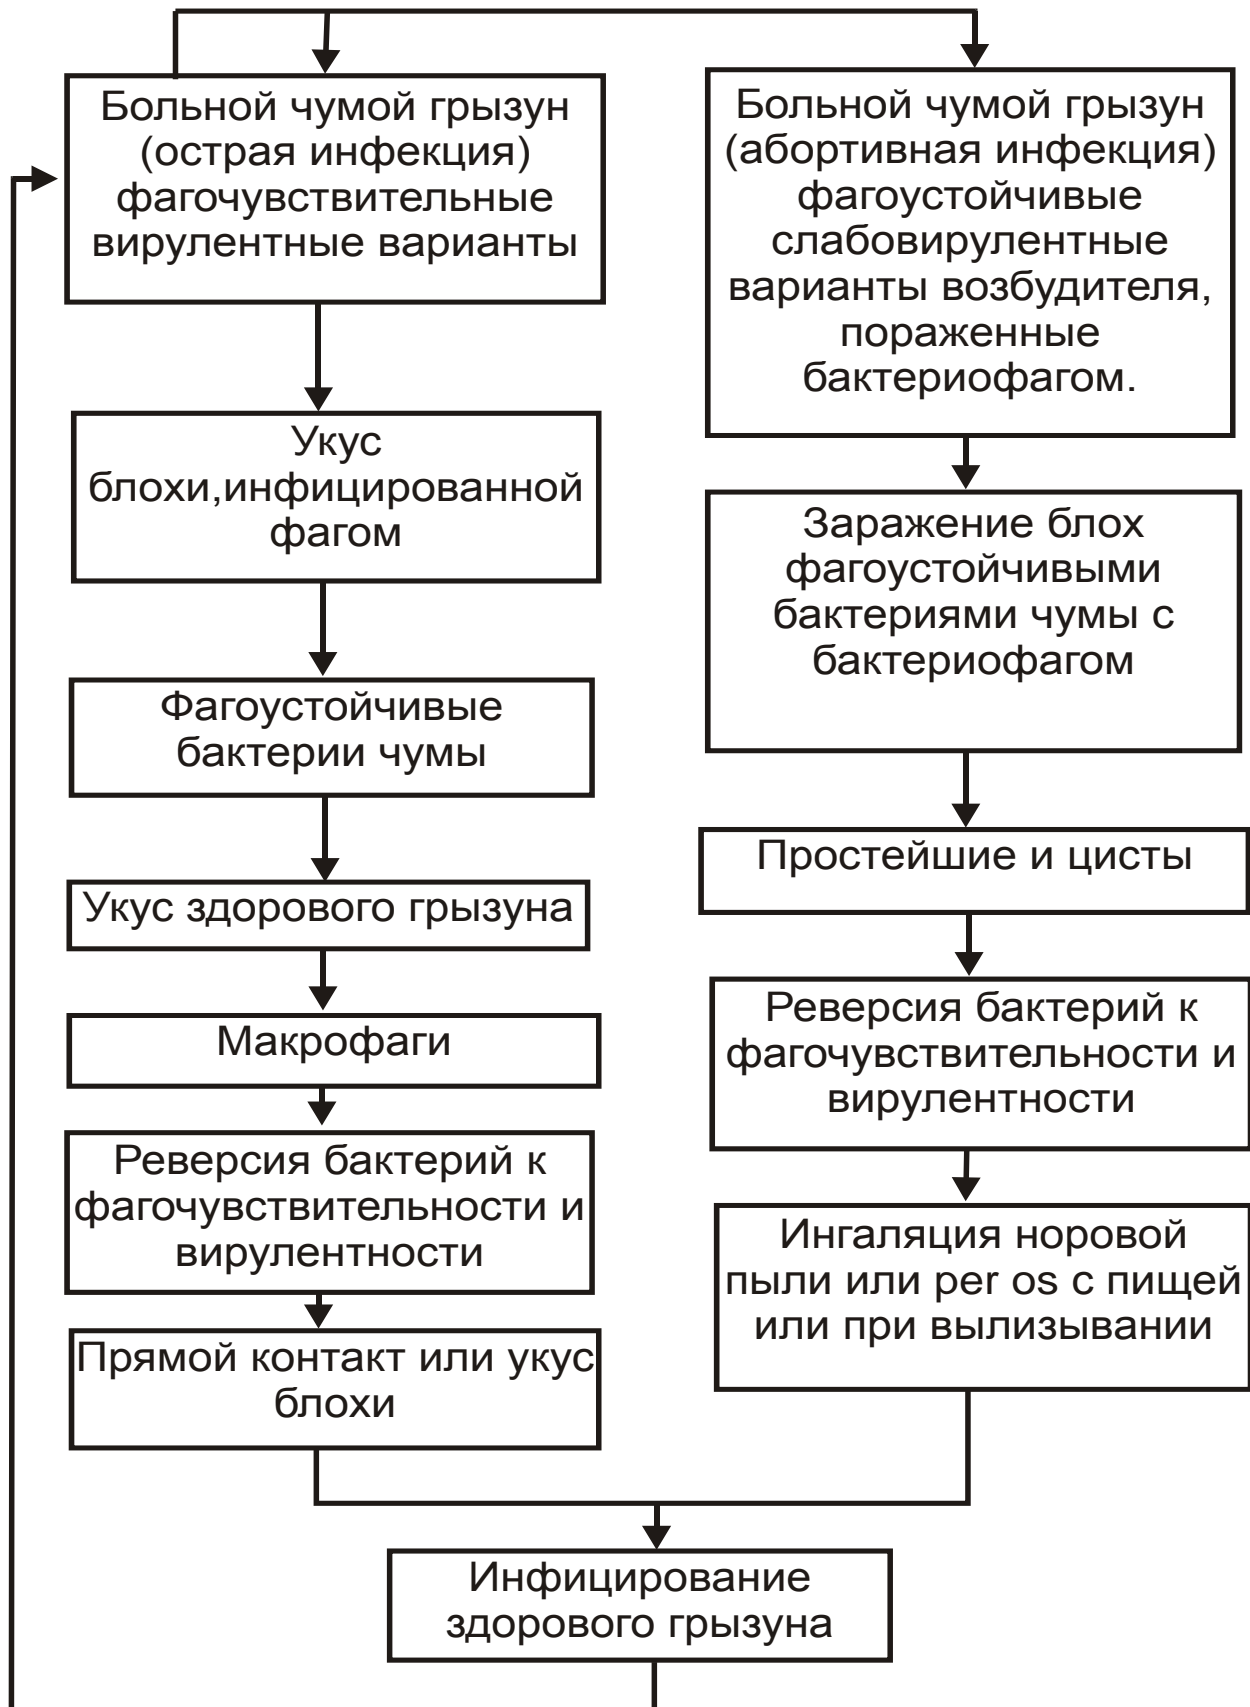 Больной чумой грызун
(острая инфекция)
фагочувствительные
вирулентные варианты
Укус
блохи,инфицированной
фагом
Фагоустойчивые
бактерии чумы
Укус здорового грызуна
Макрофаги
Реверсия бактерий к
фагочувствительности и
вирулентности
Прямой контакт или укус
блохи
Больной чумой грызун
(абортивная инфекция)
фагоустойчивые
слабовирулентные
варианты возбудителя,
пораженные
бактериофагом.
Заражение блох
фагоустойчивыми
бактериями чумы с
бактериофагом
Простейшие и цисты
Реверсия бактерий к
фагочувствительности и
вирулентности
Ингаляция норовой
пыли или per os с пищей
или при вылизывании
Инфицирование
здорового грызуна